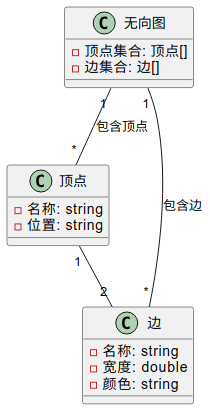 C 无向图
顶点集合: 顶点[]
边集合: 边[]
1
1
包含顶点
*
C 顶点
名称: string
位置: string
包含边
1
2
*
C 边
名称: string
宽度: double
颜色: string